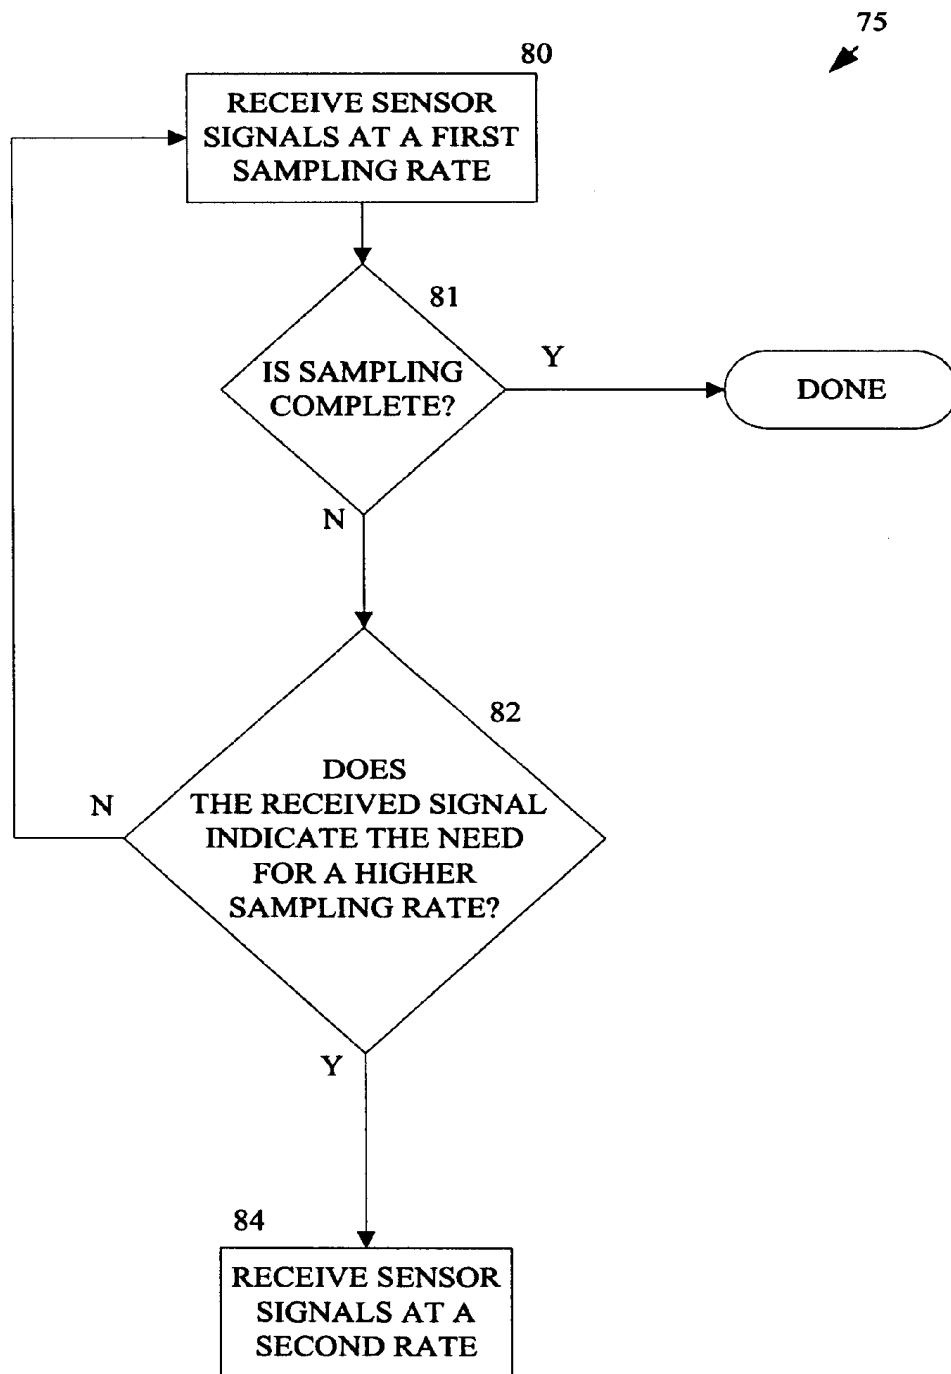 75
80
RECEIVE SENSOR
SIGNALS AT A FIRST
SAMPLING RATE
81
IS SAMPLING
COMPLETE?
Y
DONE
N
82
DOES
THE RECEIVED SIGNAL
INDICATE THE NEED
FOR A HIGHER
SAMPLING RATE?
N
Y
84
RECEIVE SENSOR
SIGNALS AT A
SECOND RATE